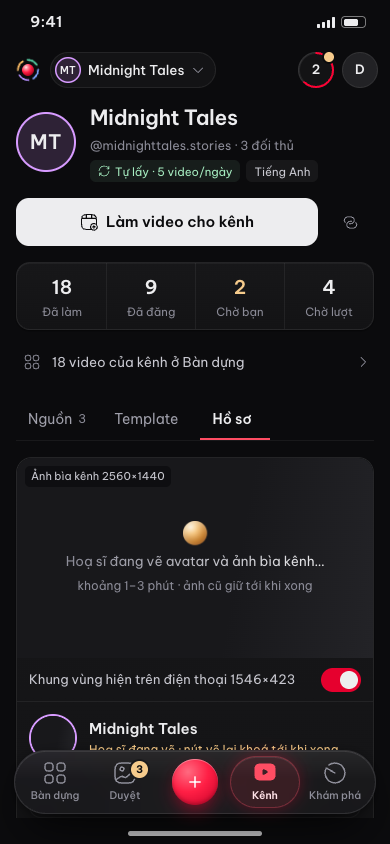 9:41
MT Midnight Tales
2
D
MT
Midnight Tales
@midnighttales.stories · 3 đối thủ
Tự lấy · 5 video/ngày
Tiếng Anh
Làm video cho kênh
18 9 2 4
Đã làm Đã đăng Chờ bạn Chờ lượt
18 video của kênh ở Bàn dựng
Nguồn 3 Template Hồ sơ
Ảnh bìa kênh 2560×1440
Hoạ sĩ đang vẽ avatar và ảnh bìa kênh...
khoảng 1–3 phút · ảnh cũ giữ tới khi xong
Khung vùng hiện trên điện thoại 1546×423
Midnight Tales
Hoạ sĩ đang vẽ · nút vẽ lại khoá tới khi xong
3
Bàn dựng Duyệt Kênh Khám phá